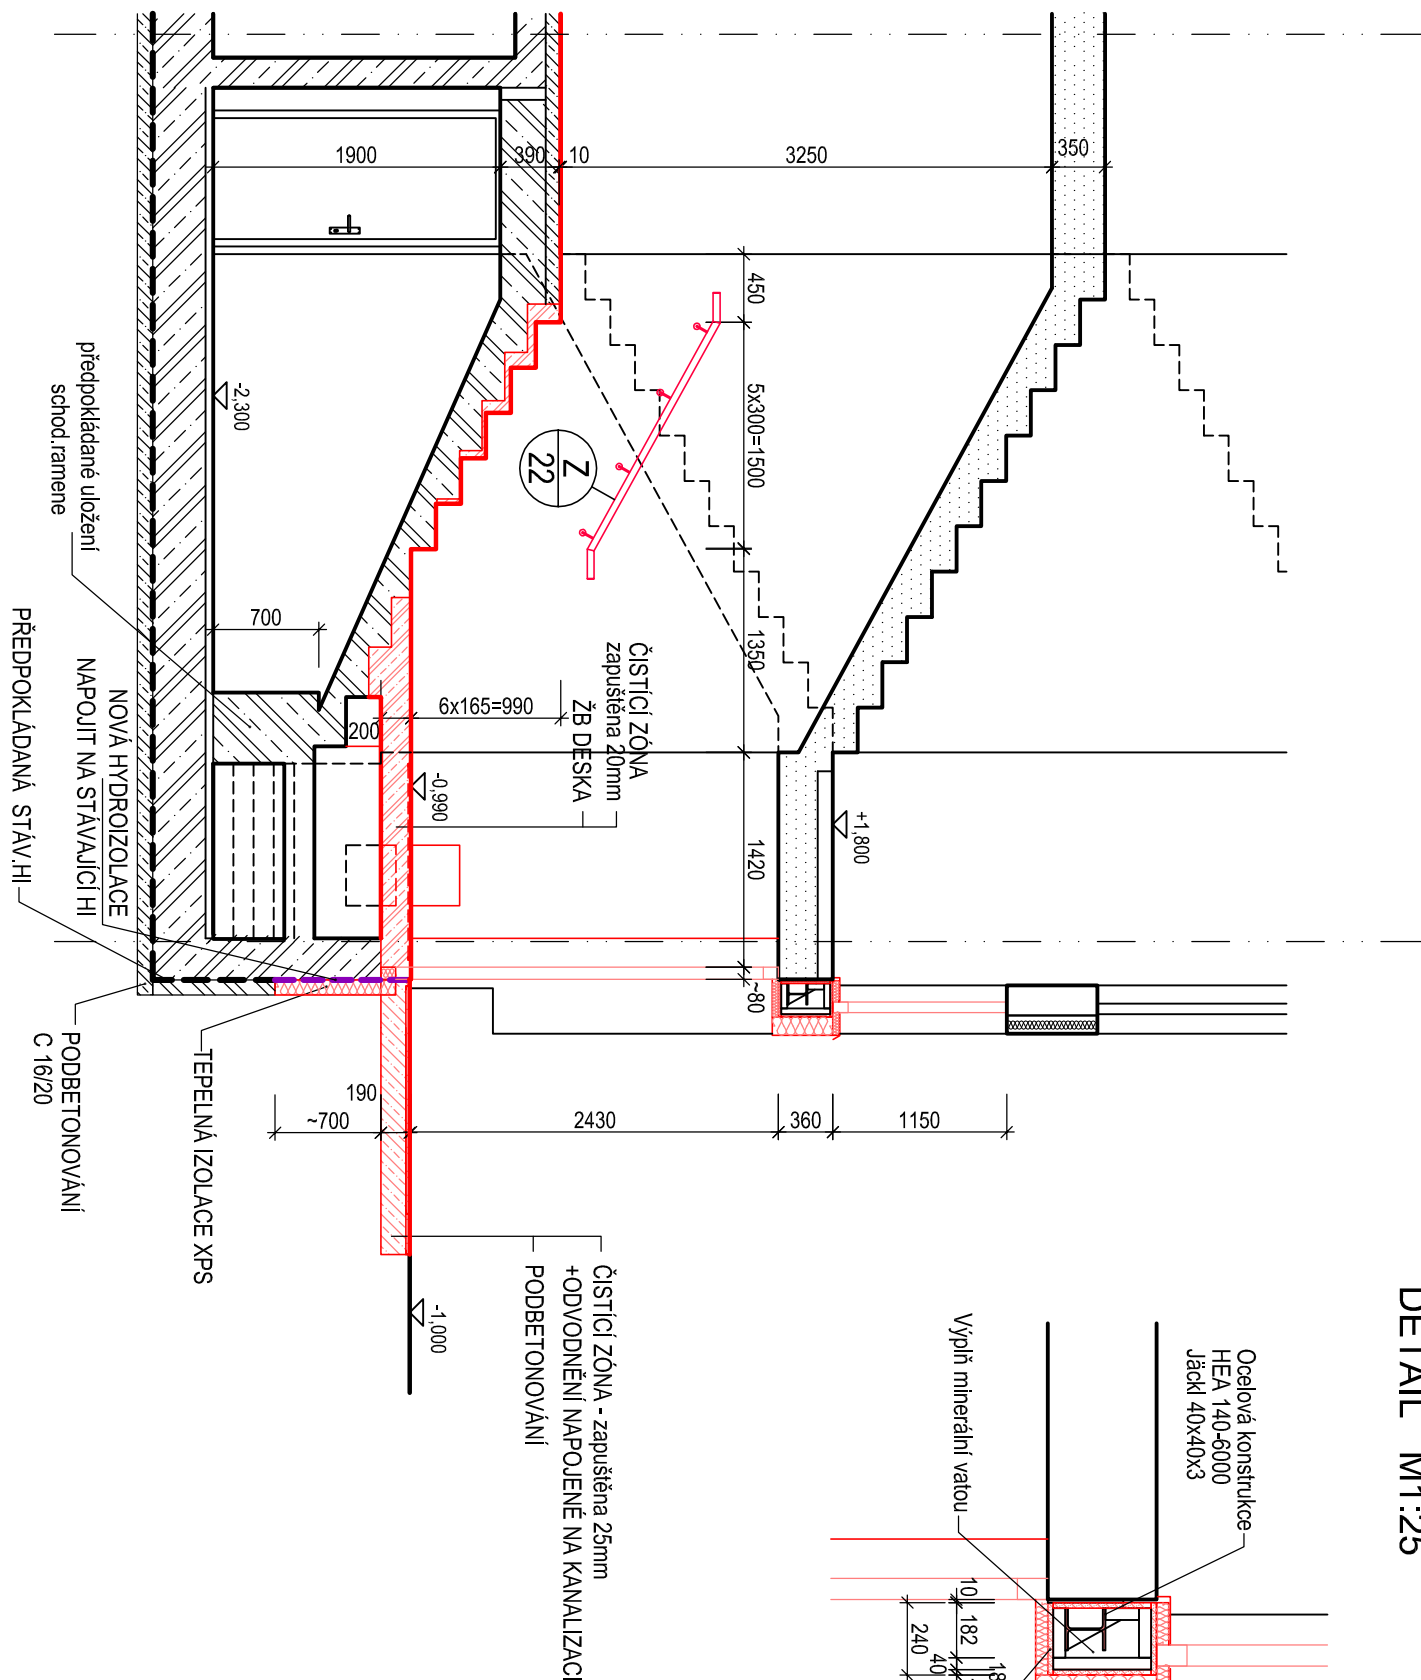 1900
390
10
3250
350
450
5x300=1500
1350
1420
~80
-2,300
Z
22
předpokládané uložení
schod.ramene
700
200
6x165=990
ČISTÍCÍ ZÓNA
zapuštěna 20mm
ŽB DESKA
-0,990
+1,800
NOVÁ HYDROIZOLACE
NAPOJIT NA STÁVAJÍCÍ HI
PŘEDPOKLÁDANÁ STÁV.HI
PODBETONOVÁNÍ
C 16/20
TEPELNÁ IZOLACE XPS
190
~700
2430
360
1150
-1,000
ČISTÍCÍ ZÓNA - zapuštěna 25mm
+ODVODNĚNÍ NAPOJENÉ NA KANALIZACI
PODBETONOVÁNÍ
DETAIL M1:25
Ocelová konstrukce
HEA 140-6000
Jäckl 40x40x3
Výplň minerální vatou
10
182
240
40